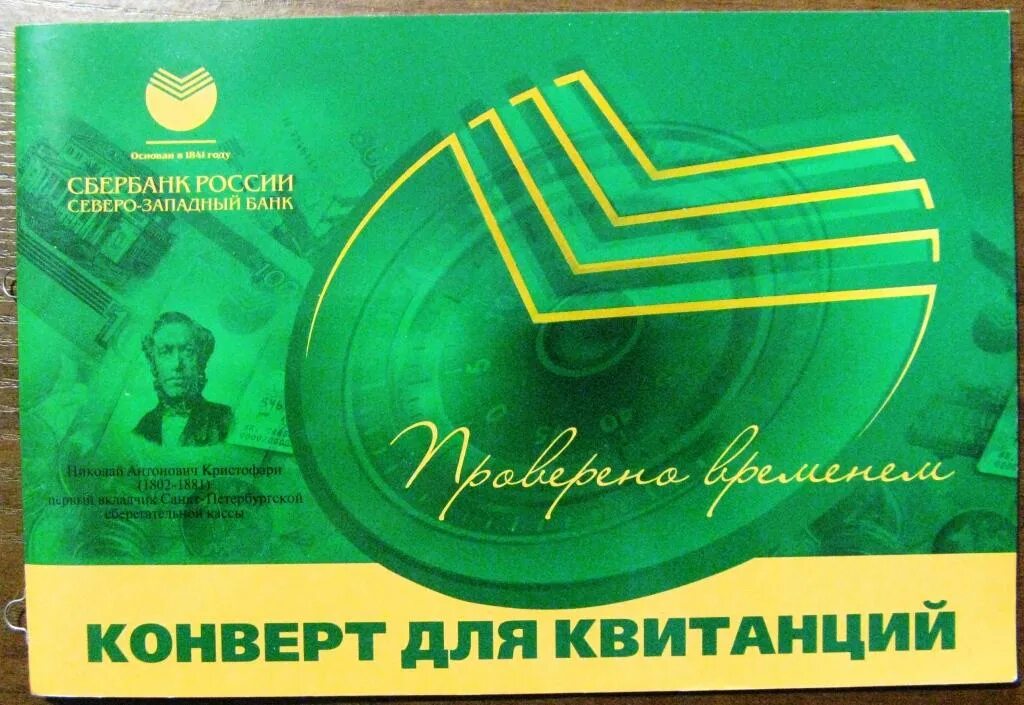 Основан в 1841 году
СБЕРБАНК РОССИИ
СЕВЕРО-ЗАПАДНЫЙ БАНК
Николай Антонович Кристофари
(1802-1881)
первый вкладчик Санкт-Петербургской
сберегательной кассы
Проверено временем
КОНВЕРТ ДЛЯ КВИТАНЦИЙ